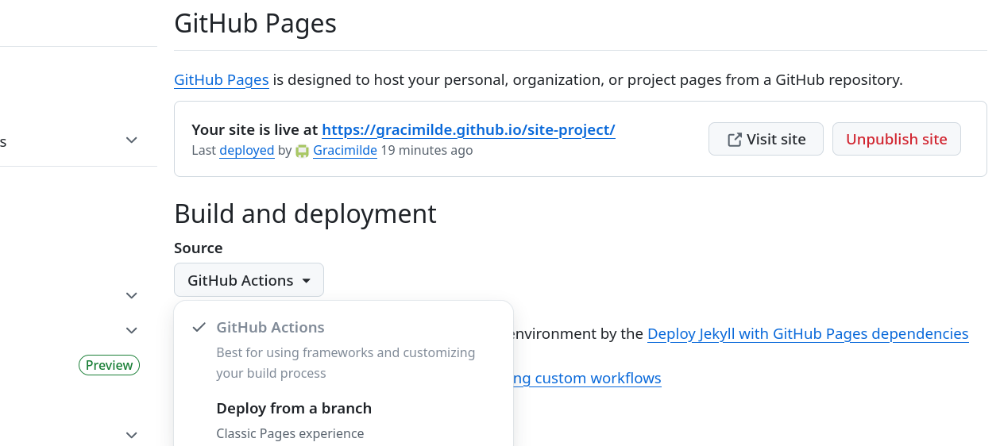 GitHub Pages
GitHub Pages is designed to host your personal, organization, or project pages from a GitHub repository.
Your site is live at https://gracimilde.github.io/site-project/
Last deployed by Gracimilde 19 minutes ago
Visit site
Unpublish site
s
Build and deployment
Source
GitHub Actions
GitHub Actions
Best for using frameworks and customizing
your build process
nvironment by the Deploy Jekyll with GitHub Pages dependencies
Preview
ng custom workflows
Deploy from a branch
Classic Pages experience